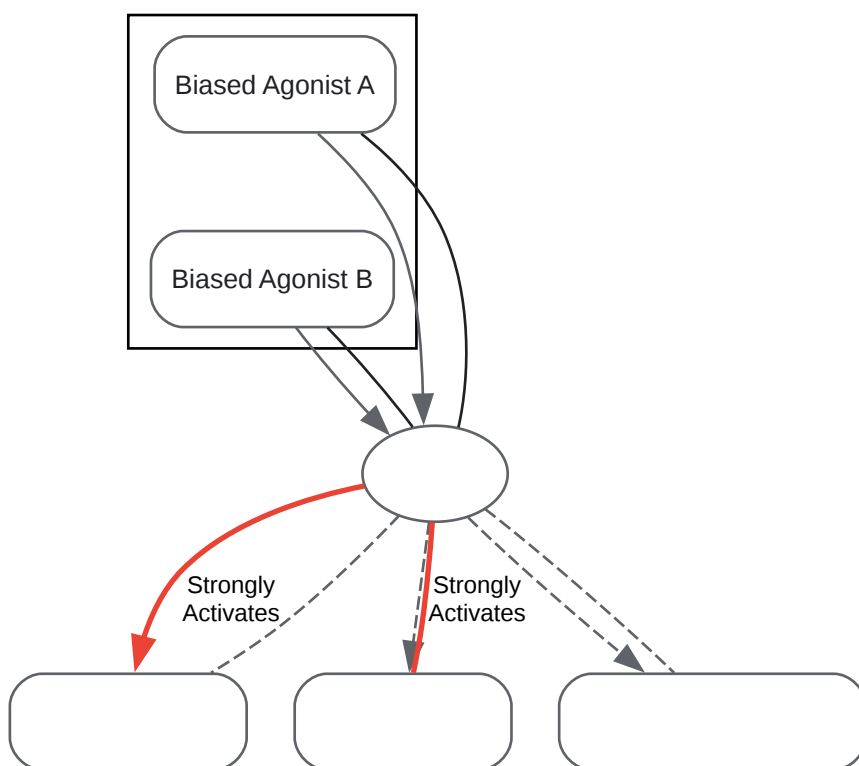 Biased Agonist A
Biased Agonist B
Strongly
Activates
Strongly
Activates